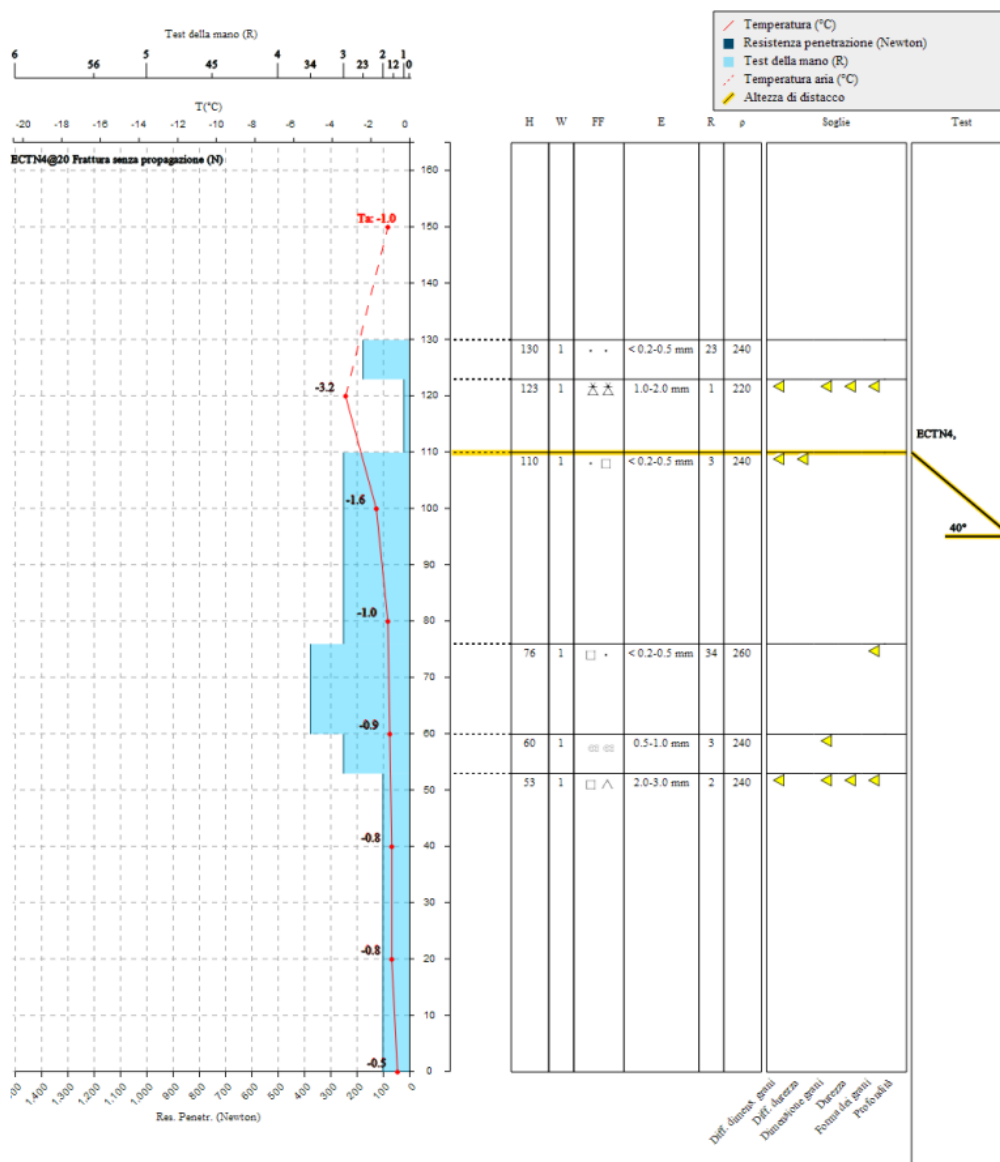 Test della mano (R)
6 5 4 3 2 1
56 45 34 23 12 0
T(°C)
-20 -18 -16 -14 -12 -10 -8 -6 -4 -2 0
Temperatura (°C)
Resistenza penetrazione (Newton)
Test della mano (R)
Temperatura aria (°C)
Altezza di distacco
H W FF E R ρ Soglie Test
ECTN4@20 Frattura senza propagazione (N)
160
Ta: -1.0
150
140
130
130 1 < 0.2-0.5 mm 23 240
123 1 1.0-2.0 mm 1 220
-3.2
120
ECTN4,
110
110 1 < 0.2-0.5 mm 3 240
-1.6
100
40°
90
-1.0
80
76 1 < 0.2-0.5 mm 34 260
70
-0.9
60
60 1 0.5-1.0 mm 3 240
53 1 2.0-3.0 mm 2 240
50
-0.8
40
30
-0.8
20
10
-0.5
0
1.400 1.300 1.200 1.100 1.000 900 800 700 600 500 400 300 200 100 0
Res. Penetr. (Newton)
Diff. dimens. grani
Diff. durezza
Dimensione grani
Durezza
Forma dei grani
Profondità